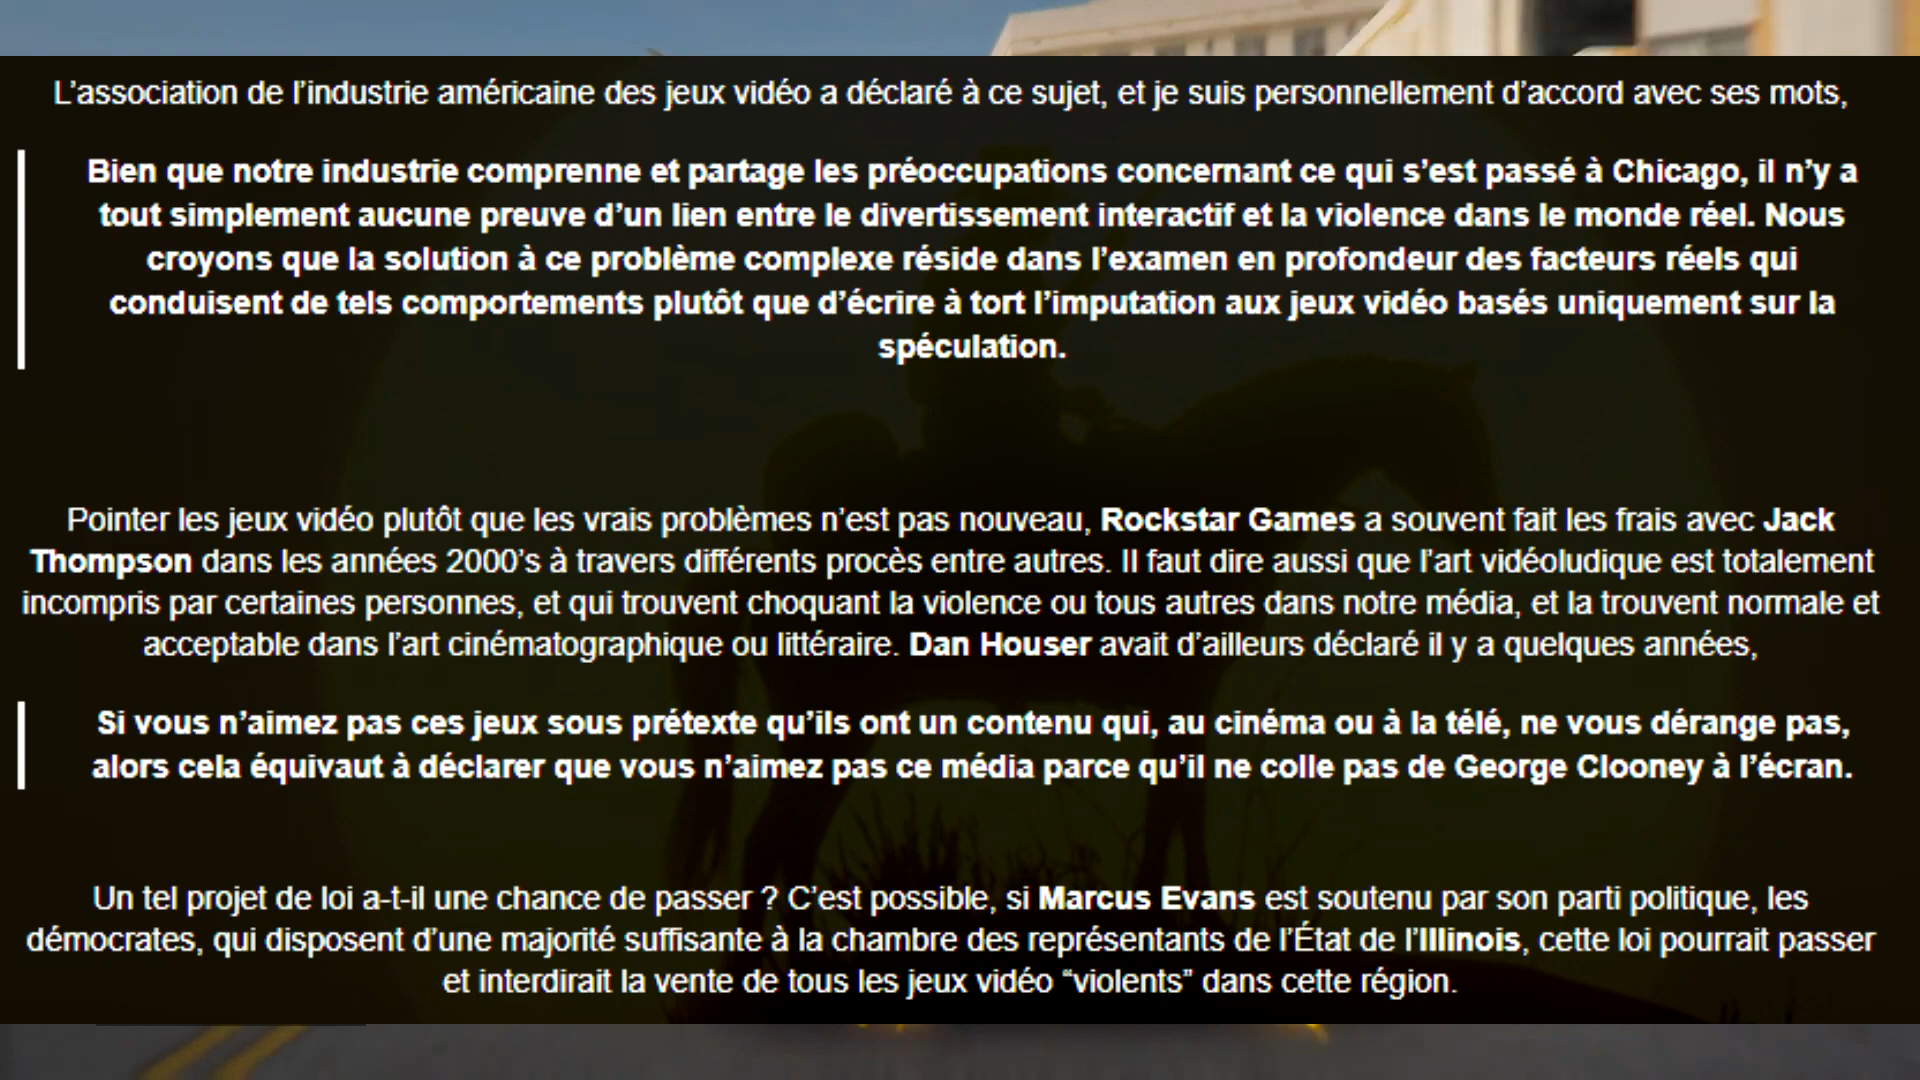 L’association de l’industrie américaine des jeux vidéo a déclaré à ce sujet, et je suis personnellement d’accord avec ses mots,
Bien que notre industrie comprenne et partage les préoccupations concernant ce qui s’est passé à Chicago, il n’y a
tout simplement aucune preuve d’un lien entre le divertissement interactif et la violence dans le monde réel. Nous
croyons que la solution à ce problème complexe réside dans l’examen en profondeur des facteurs réels qui
conduisent de tels comportements plutôt que d’écrire à tort l’imputation aux jeux vidéo basés uniquement sur la
spéculation.
Pointer les jeux vidéo plutôt que les vrais problèmes n’est pas nouveau, Rockstar Games a souvent fait les frais avec Jack
Thompson dans les années 2000’s à travers différents procès entre autres. Il faut dire aussi que l’art vidéoludique est totalement
incompris par certaines personnes, et qui trouvent choquant la violence ou tous autres dans notre média, et la trouvent normale et
acceptable dans l’art cinématographique ou littéraire. Dan Houser avait d’ailleurs déclaré il y a quelques années,
Si vous n’aimez pas ces jeux sous prétexte qu’ils ont un contenu qui, au cinéma ou à la télé, ne vous dérange pas,
alors cela équivaut à déclarer que vous n’aimez pas ce média parce qu’il ne colle pas de George Clooney à l’écran.
Un tel projet de loi a-t-il une chance de passer ? C’est possible, si Marcus Evans est soutenu par son parti politique, les
démocrates, qui disposent d’une majorité suffisante à la chambre des représentants de l’État de l’Illinois, cette loi pourrait passer
et interdirait la vente de tous les jeux vidéo “violents” dans cette région.